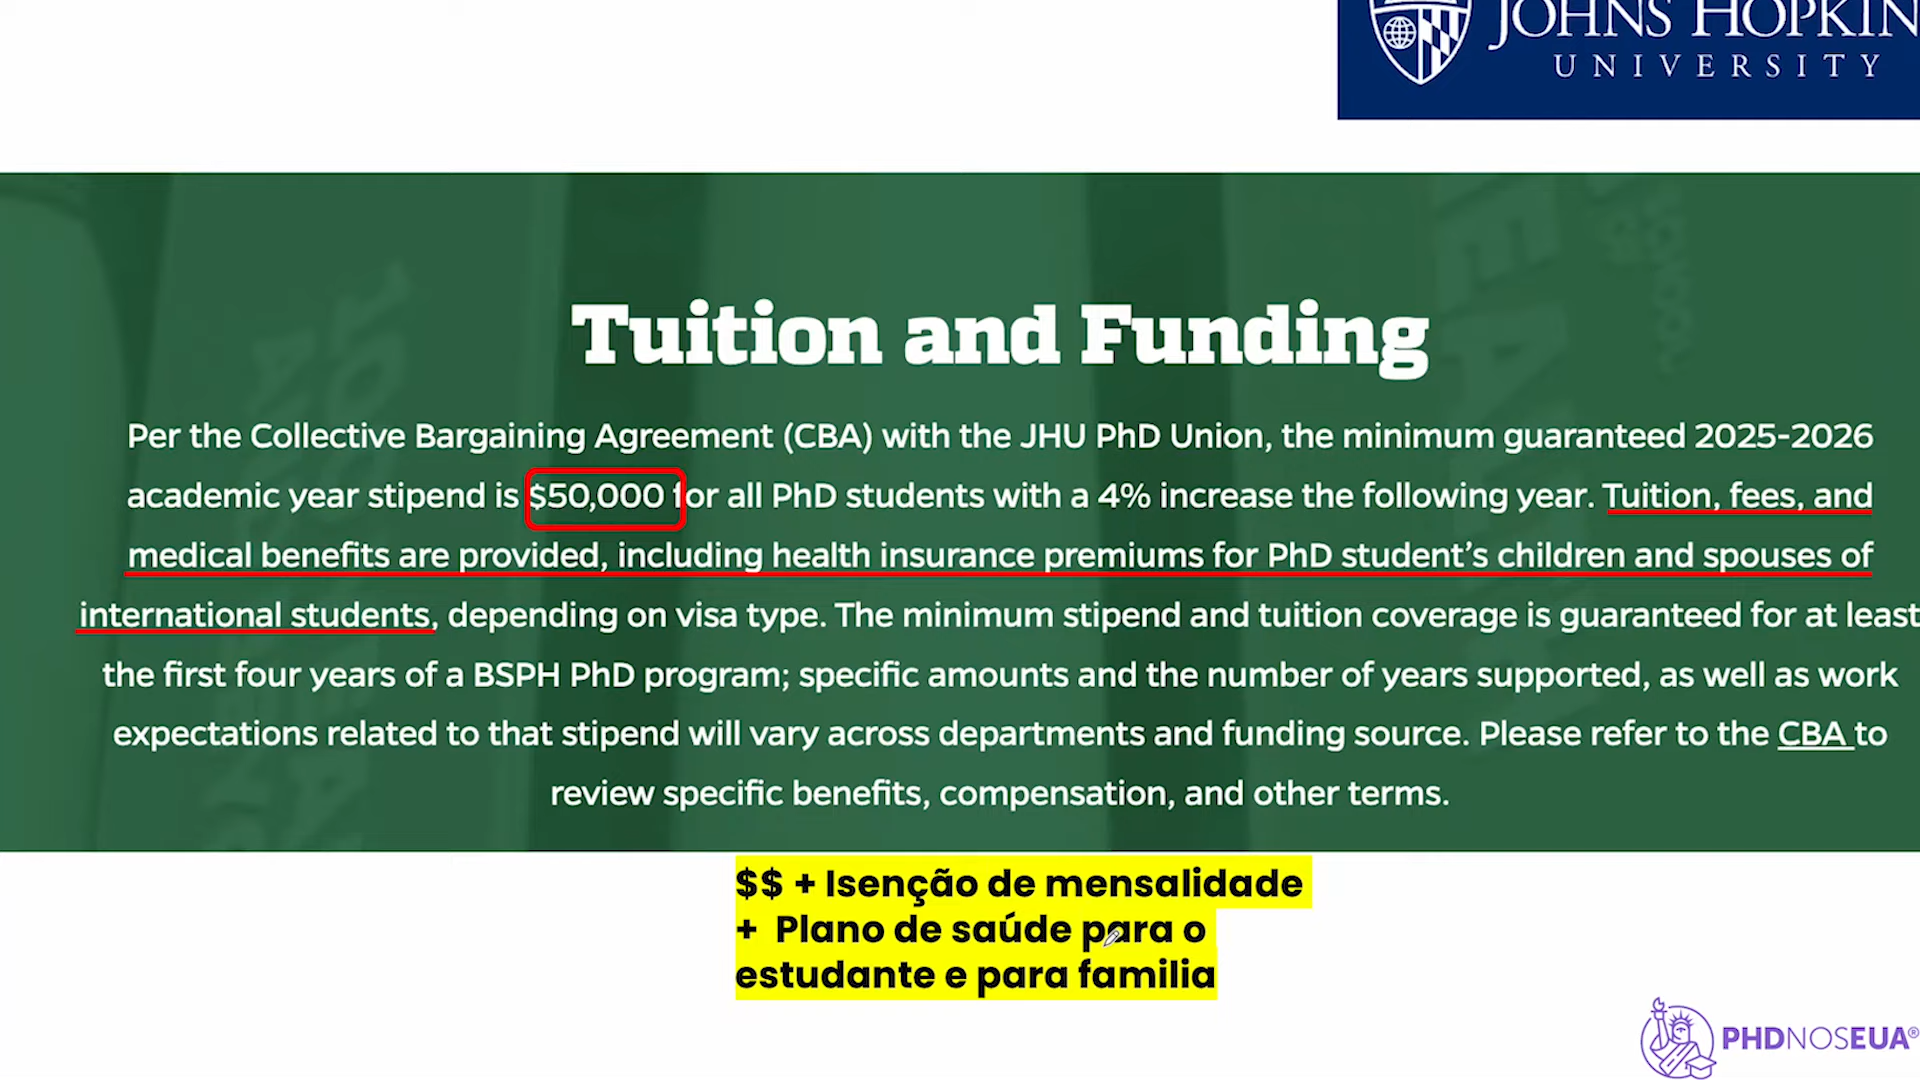 JOHNS HOPKIN
UNIVERSITY
Tuition and Funding
Per the Collective Bargaining Agreement (CBA) with the JHU PhD Union, the minimum guaranteed 2025-2026
academic year stipend is $50,000 for all PhD students with a 4% increase the following year. Tuition, fees, and
medical benefits are provided, including health insurance premiums for PhD student’s children and spouses of
international students, depending on visa type. The minimum stipend and tuition coverage is guaranteed for at least
the first four years of a BSPH PhD program; specific amounts and the number of years supported, as well as work
expectations related to that stipend will vary across departments and funding source. Please refer to the CBA to
review specific benefits, compensation, and other terms.
$$ + Isenção de mensalidade
+ Plano de saúde para o
estudante e para familia
PHDNOSEUA®